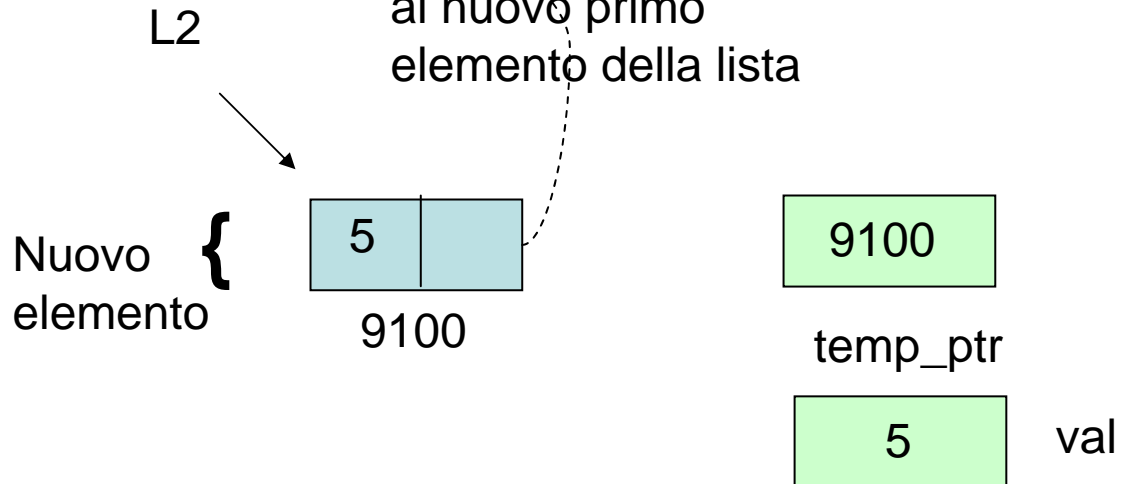 al nuovo primo
L2
elemento della lista
5
9100
Nuovo {
elemento
9100
temp_ptr
5
val